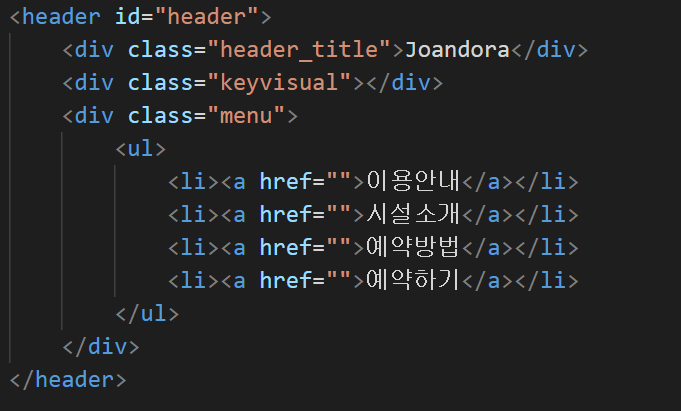 <header id="header">
    <div class="header_title">Joandora</div>
    <div class="keyvisual"></div>
    <div class="menu">
        <ul>
            <li><a href="">이용안내</a></li>
            <li><a href="">시설소개</a></li>
            <li><a href="">예약방법</a></li>
            <li><a href="">예약하기</a></li>
        </ul>
    </div>
</header>